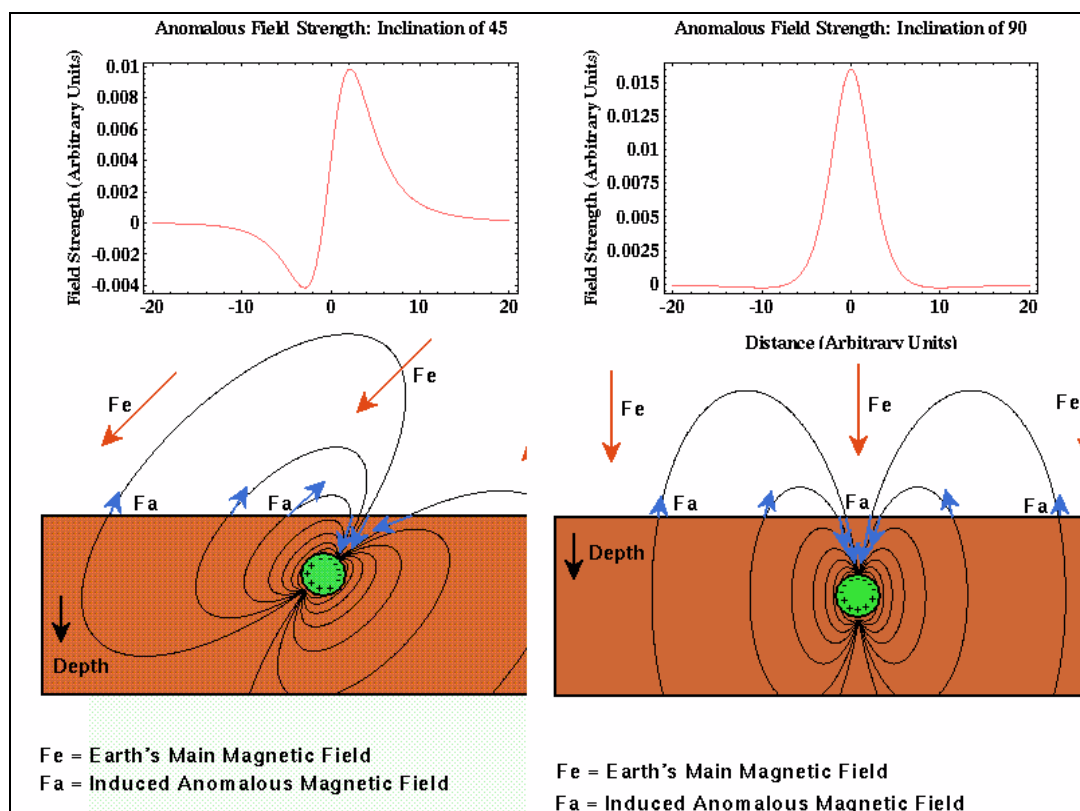 Anomalous Field Strength: Inclination of 45
Field Strength (Arbitrary Units)
0.01
0.008
0.006
0.004
0.002
0
-0.002
-0.004
-20 -10 0 10 20
Fe
Fe
Fa
Fa
Depth
Fe = Earth's Main Magnetic Field
Fa = Induced Anomalous Magnetic Field
Anomalous Field Strength: Inclination of 90
Field Strength (Arbitrary Units)
0.015
0.0125
0.01
0.0075
0.005
0.0025
0
-20 -10 0 10 20
Distance (Arbitrary Units)
Fe
Fe
Fe
Fa
Fa
Fa
Depth
Fe = Earth's Main Magnetic Field
Fa = Induced Anomalous Magnetic Field